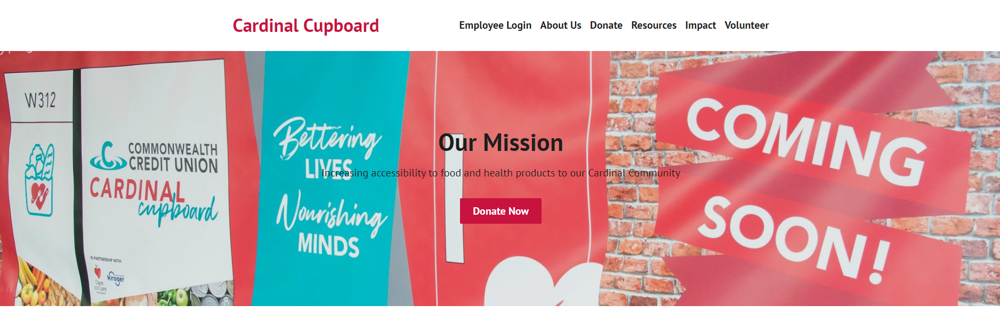 Cardinal Cupboard
Employee Login About Us Donate Resources Impact Volunteer
W312
COMMONWEALTH
CREDIT UNION
CARDINAL
cupboard
IN PARTNERSHIP WITH
Dare
to Care
Kroger
Bettering
LIVES
Nourishing
MINDS
Our Mission
Increasing accessibility to food and health products to our Cardinal Community
Donate Now
COMING
SOON!